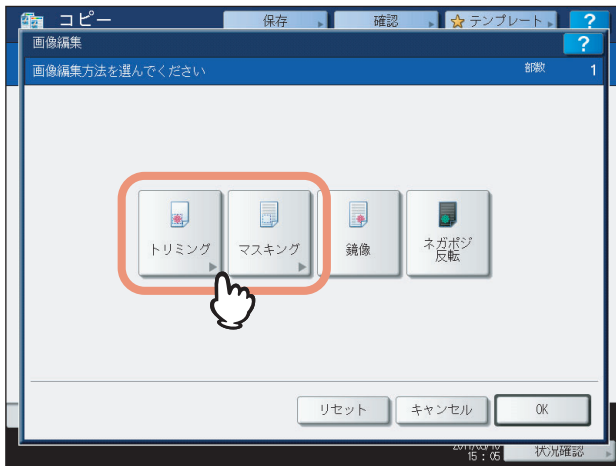 コピー
保存
確認
テンプレート
?
画像編集
?
画像編集方法を選んでください
部数 1
トリミング
マスキング
鏡像
ネガポジ
反転
リセット
キャンセル
OK
15 : 05
状況確認